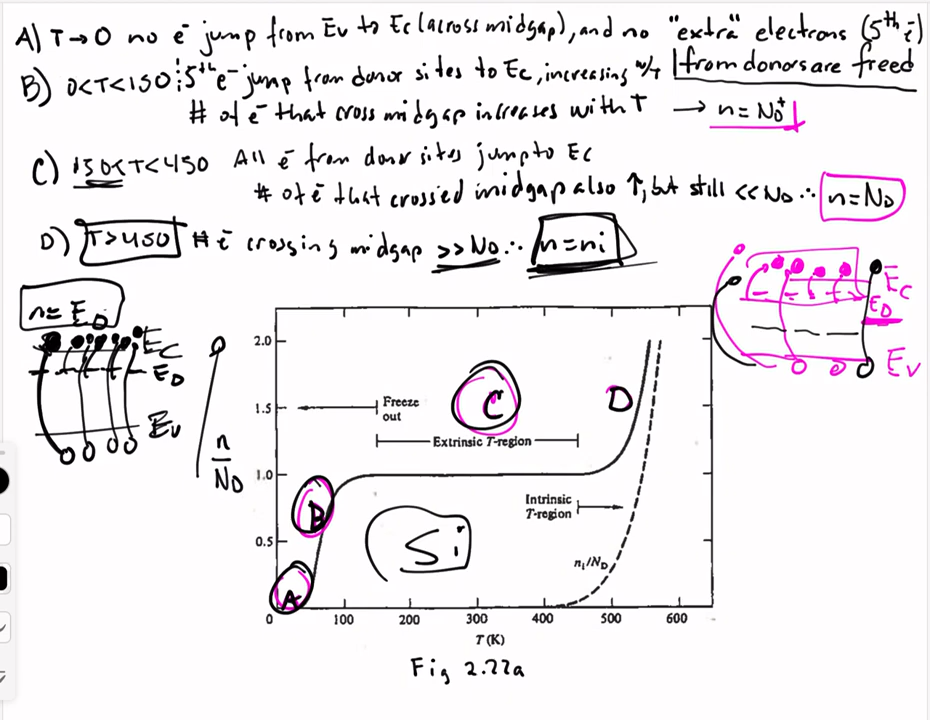 A) T→0 no e⁻ jump from Ev to Ec (across midgap), and no "extra" electrons (5th e⁻)
from donors are freed
B) 0<T<150: 5th e⁻ jump from donor sites to Ec, increasing w/T
# of e⁻ that cross midgap increases with T → n = ND⁺
C) 150<T<450 All e⁻ from donor sites jump to Ec
# of e⁻ that crossed midgap also ↑, but still << ND ∴ n=ND
D) T>450 # e⁻ crossing midgap >> ND ∴ n=ni
n= ED
EC
ED
EV
EC
ED
EV
n
ND
2.0
1.5
1.0
0.5
Freeze
out
C
D
Extrinsic T-region
B
Si
Intrinsic
T-region
A
ni/ND
0 100 200 300 400 500 600
T (K)
Fig 2.22a